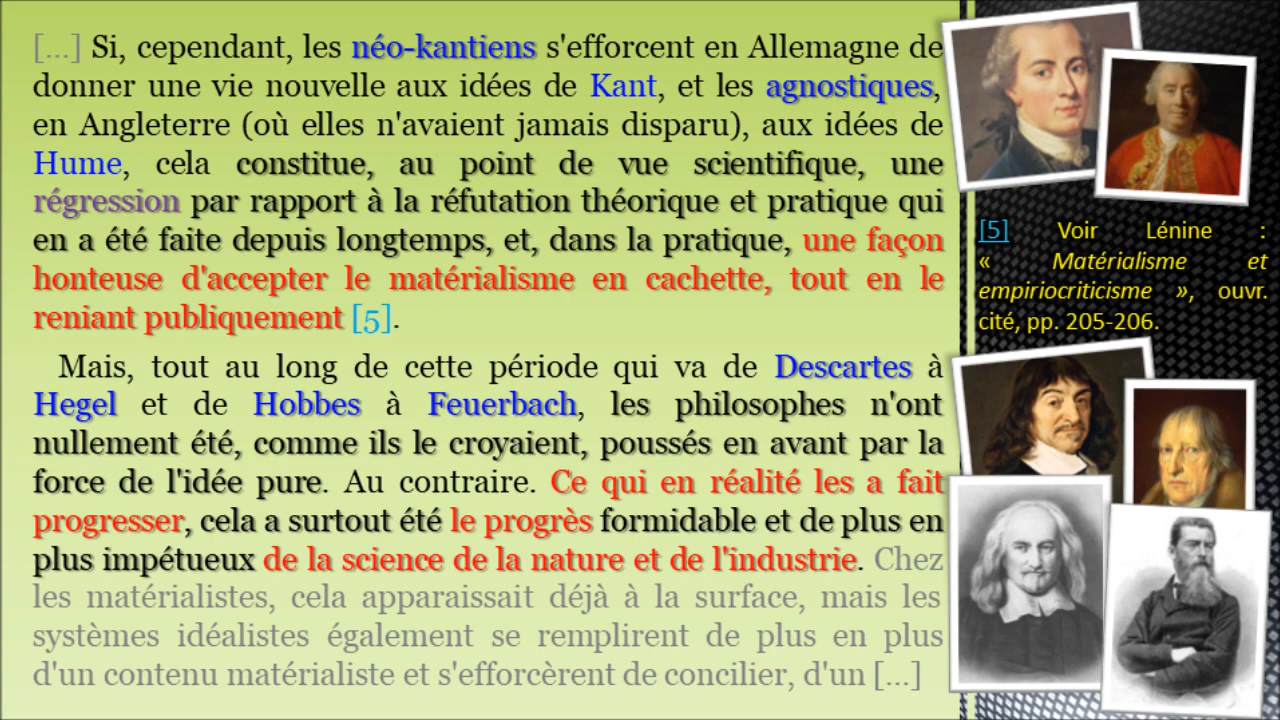 [...] Si, cependant, les néo-kantiens s'efforcent en Allemagne de
donner une vie nouvelle aux idées de Kant, et les agnostiques,
en Angleterre (où elles n'avaient jamais disparu), aux idées de
Hume, cela constitue, au point de vue scientifique, une
régression par rapport à la réfutation théorique et pratique qui
en a été faite depuis longtemps, et, dans la pratique, une façon
honteuse d'accepter le matérialisme en cachette, tout en le
reniant publiquement [5].
Mais, tout au long de cette période qui va de Descartes à
Hegel et de Hobbes à Feuerbach, les philosophes n'ont
nullement été, comme ils le croyaient, poussés en avant par la
force de l'idée pure. Au contraire. Ce qui en réalité les a fait
progresser, cela a surtout été le progrès formidable et de plus en
plus impétueux de la science de la nature et de l'industrie. Chez
les matérialistes, cela apparaissait déjà à la surface, mais les
systèmes idéalistes également se remplirent de plus en plus
d'un contenu matérialiste et s'efforcèrent de concilier, d'un [...]
[5] Voir Lénine :
« Matérialisme et
empiriocriticisme », ouvr.
cité, pp. 205-206.